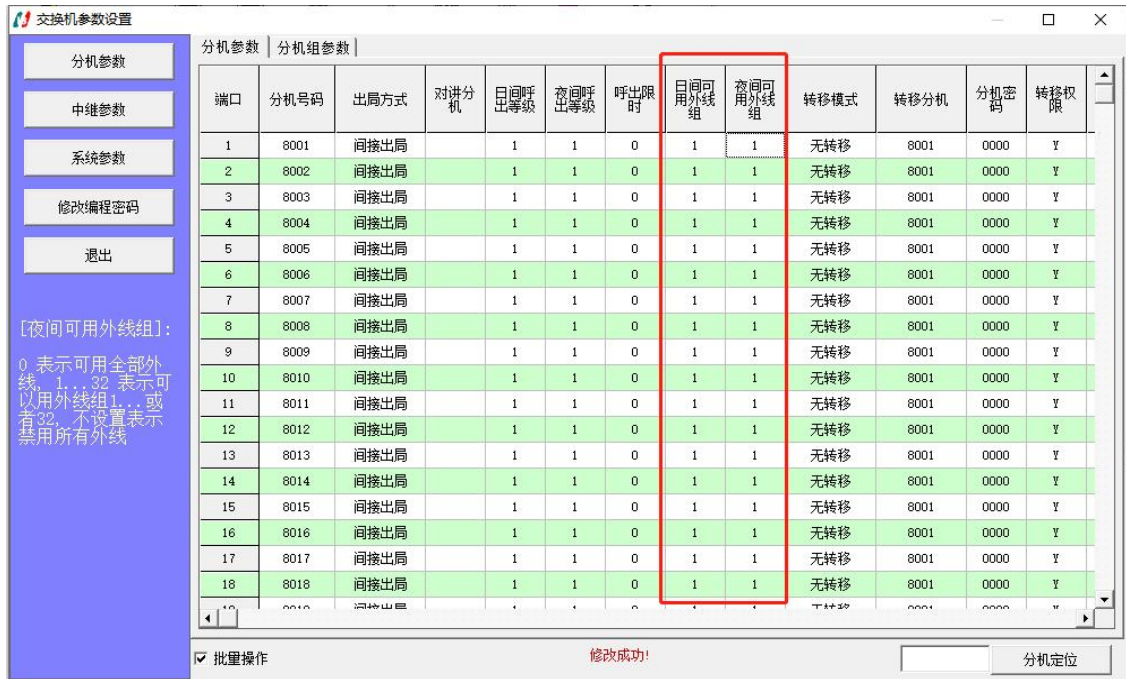 交换机参数设置
分机参数
中继参数
系统参数
修改编程密码
退出
[夜间可用外线组]:
0 表示可用全部外
线, 1...32 表示可
以用外线组1...或
者32, 不设置表示
禁用所有外线
分机参数 分机组参数
端口 分机号码 出局方式 对讲分机 日间呼出等级 夜间呼出等级 呼出限时 日间可用外线组 夜间可用外线组 转移模式 转移分机 分机密码 转移权限
1 8001 间接出局 1 1 0 1 1 无转移 8001 0000 Y
2 8002 间接出局 1 1 0 1 1 无转移 8001 0000 Y
3 8003 间接出局 1 1 0 1 1 无转移 8001 0000 Y
4 8004 间接出局 1 1 0 1 1 无转移 8001 0000 Y
5 8005 间接出局 1 1 0 1 1 无转移 8001 0000 Y
6 8006 间接出局 1 1 0 1 1 无转移 8001 0000 Y
7 8007 间接出局 1 1 0 1 1 无转移 8001 0000 Y
8 8008 间接出局 1 1 0 1 1 无转移 8001 0000 Y
9 8009 间接出局 1 1 0 1 1 无转移 8001 0000 Y
10 8010 间接出局 1 1 0 1 1 无转移 8001 0000 Y
11 8011 间接出局 1 1 0 1 1 无转移 8001 0000 Y
12 8012 间接出局 1 1 0 1 1 无转移 8001 0000 Y
13 8013 间接出局 1 1 0 1 1 无转移 8001 0000 Y
14 8014 间接出局 1 1 0 1 1 无转移 8001 0000 Y
15 8015 间接出局 1 1 0 1 1 无转移 8001 0000 Y
16 8016 间接出局 1 1 0 1 1 无转移 8001 0000 Y
17 8017 间接出局 1 1 0 1 1 无转移 8001 0000 Y
18 8018 间接出局 1 1 0 1 1 无转移 8001 0000 Y
批量操作 修改成功! 分机定位